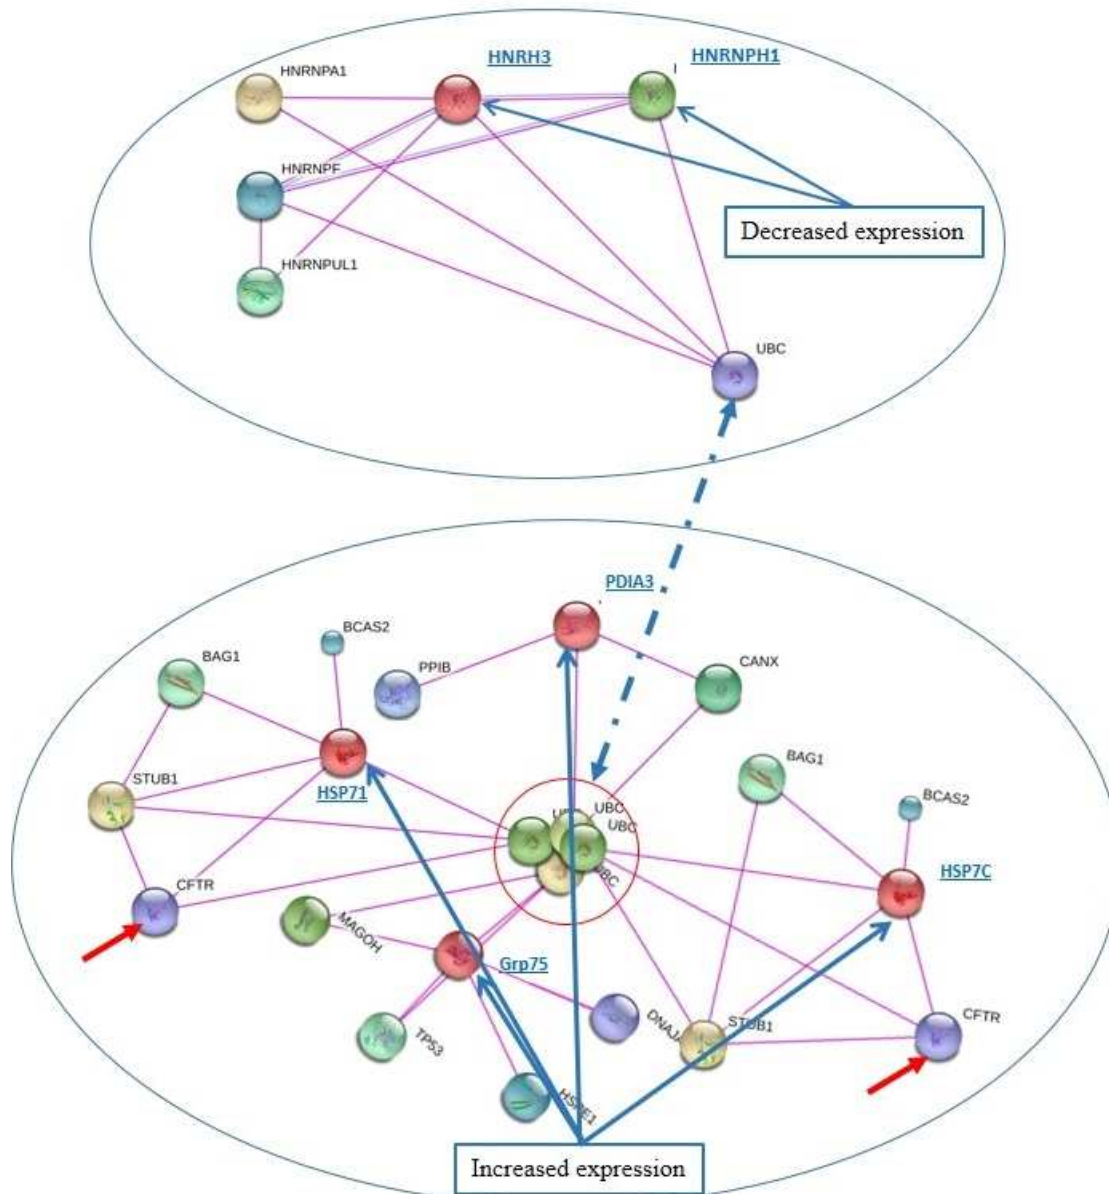 HNRH3
HNRNPH1
HNRNPA1
HNRNPF
HNRNPUL1
Decreased expression
UBC
PDIA3
BCAS2
BAG1
PPIB
CANX
STUB1
HSP71
BAG1
BCAS2
UBC
UBC
UBC
HSP7C
CFTR
MAGOH
Grp75
TP53
STUB1
CFTR
HSPE1
Increased expression